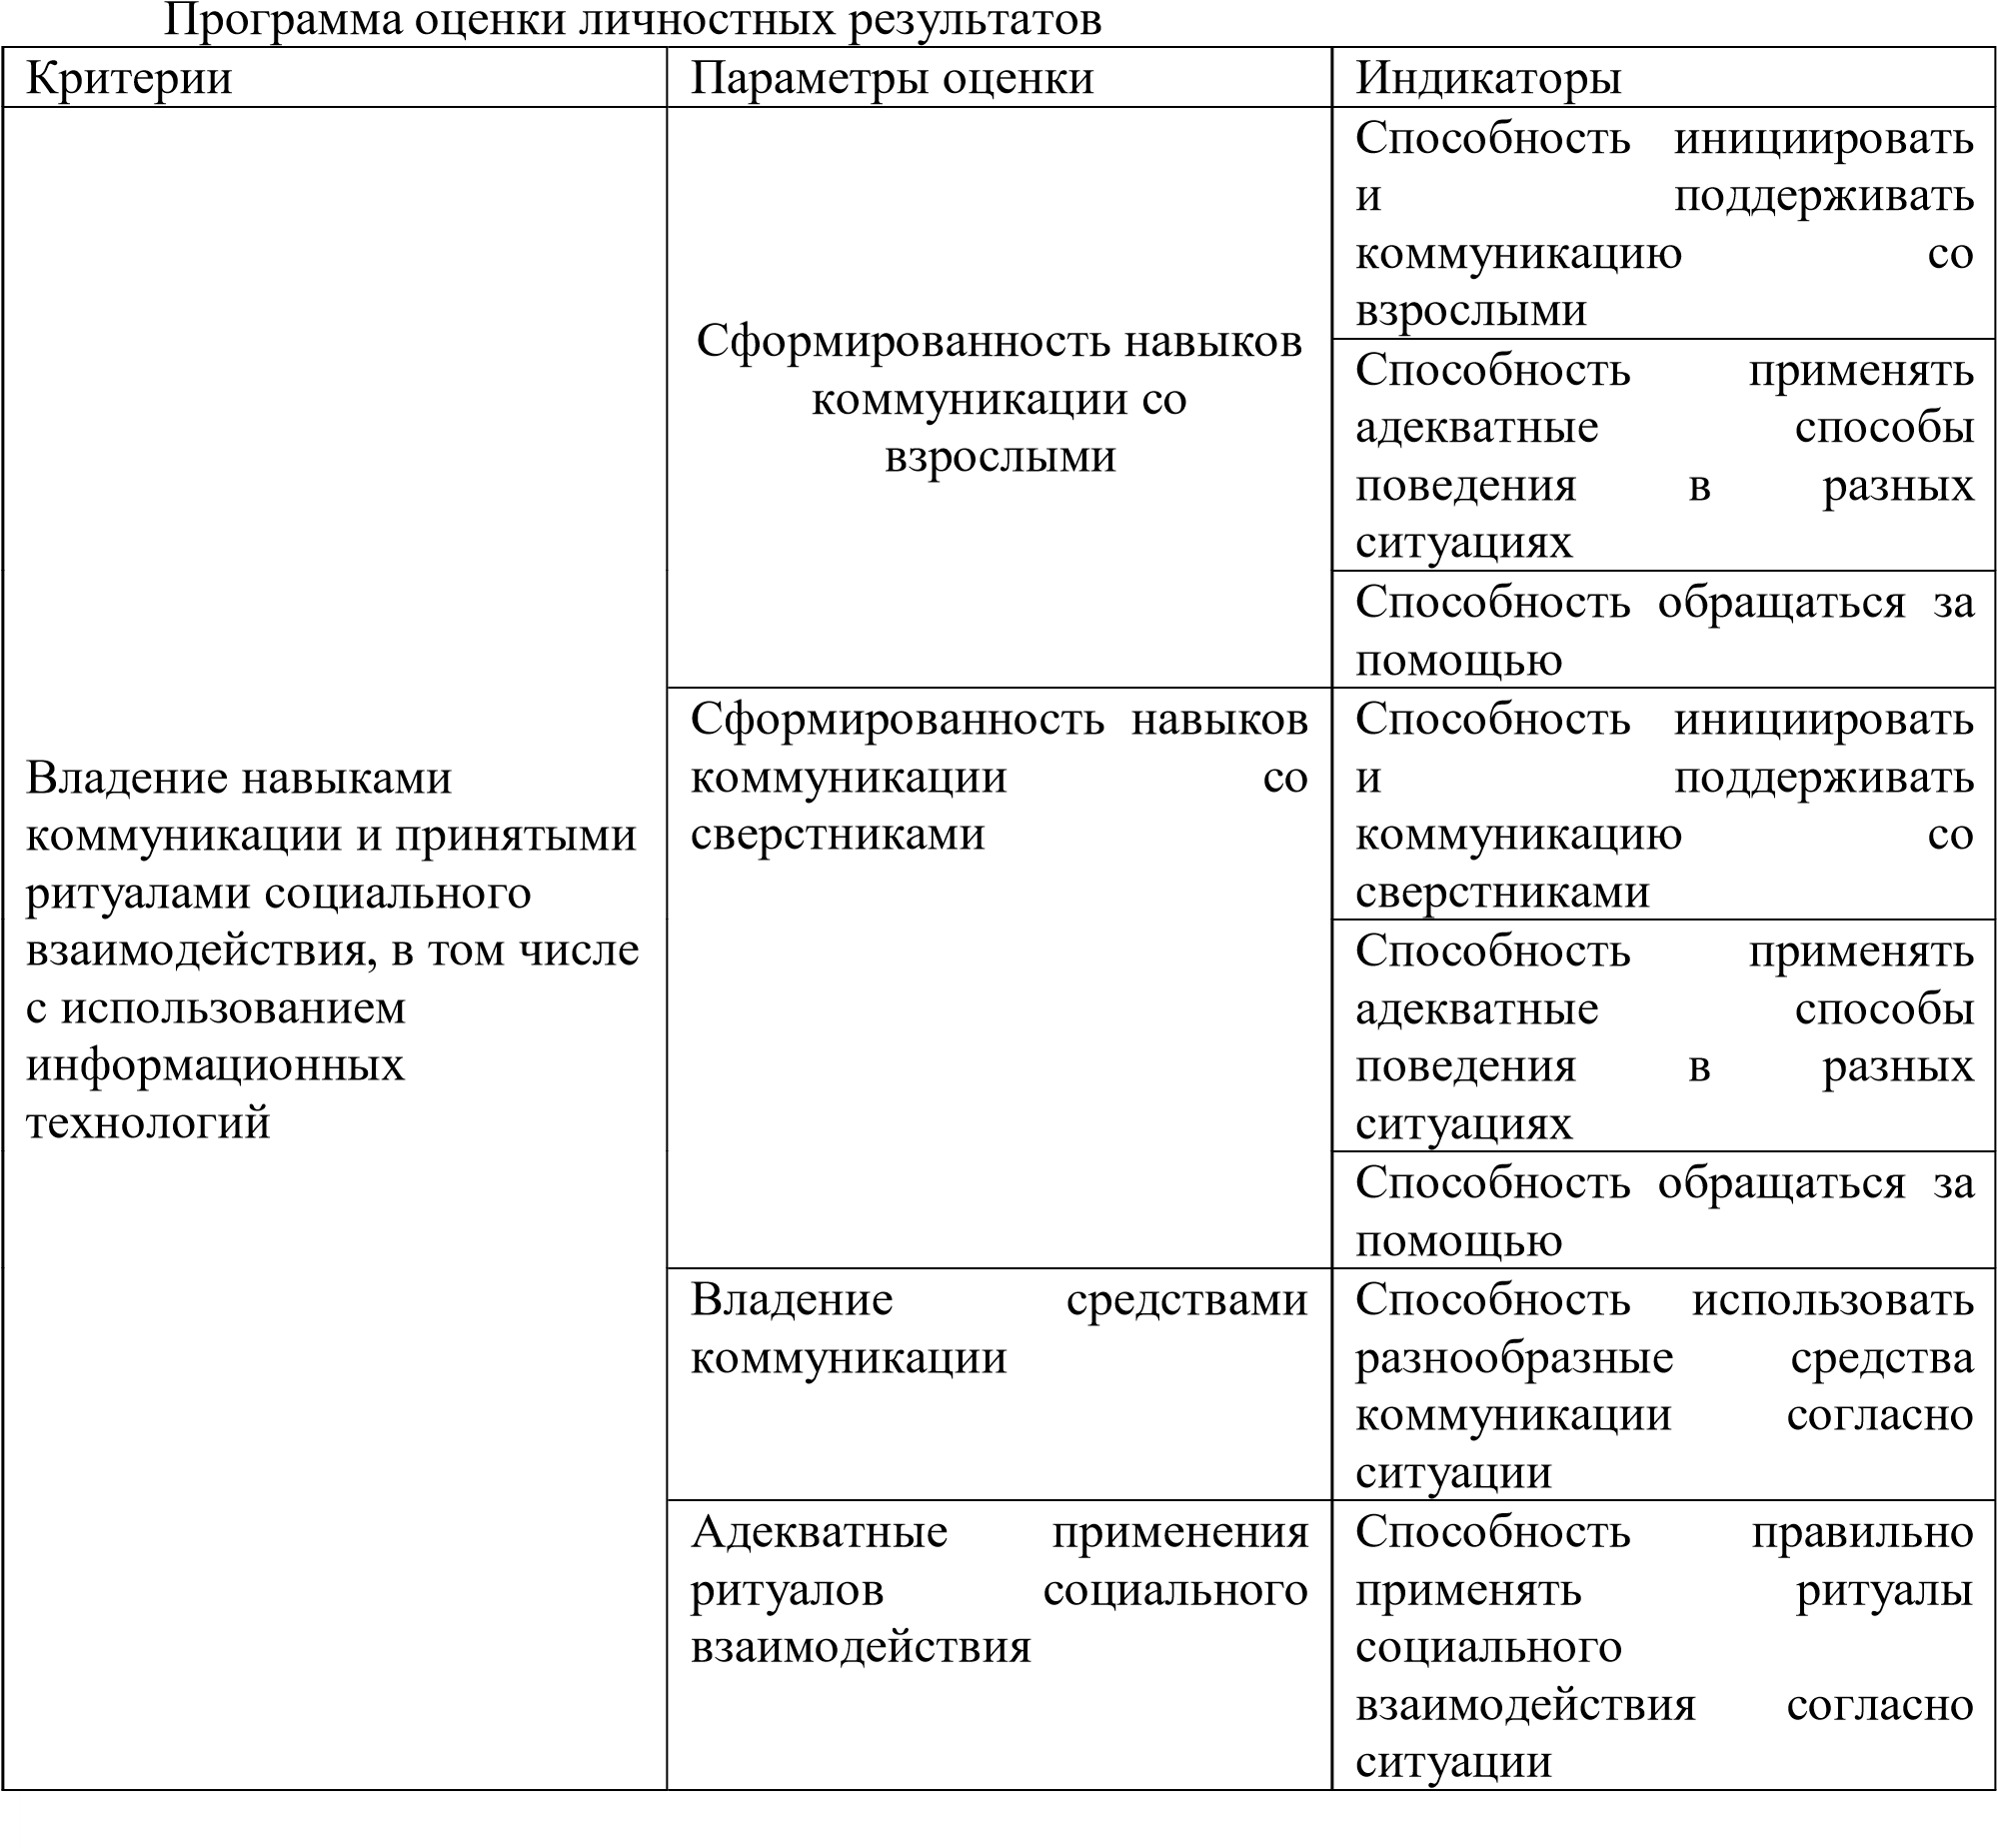 Программа оценки личностных результатов
Критерии
Параметры оценки
Индикаторы
Владение навыками
коммуникации и принятыми
ритуалами социального
взаимодействия, в том числе
с использованием
информационных
технологий
Сформированность навыков
коммуникации со
взрослыми
Способность инициировать
и поддерживать
коммуникацию со
взрослыми
Способность применять
адекватные способы
поведения в разных
ситуациях
Способность обращаться за
помощью
Сформированность навыков
коммуникации со
сверстниками
Способность инициировать
и поддерживать
коммуникацию со
сверстниками
Способность применять
адекватные способы
поведения в разных
ситуациях
Способность обращаться за
помощью
Владение средствами
коммуникации
Способность использовать
разнообразные средства
коммуникации согласно
ситуации
Адекватные применения
ритуалов социального
взаимодействия
Способность правильно
применять ритуалы
социального
взаимодействия согласно
ситуации